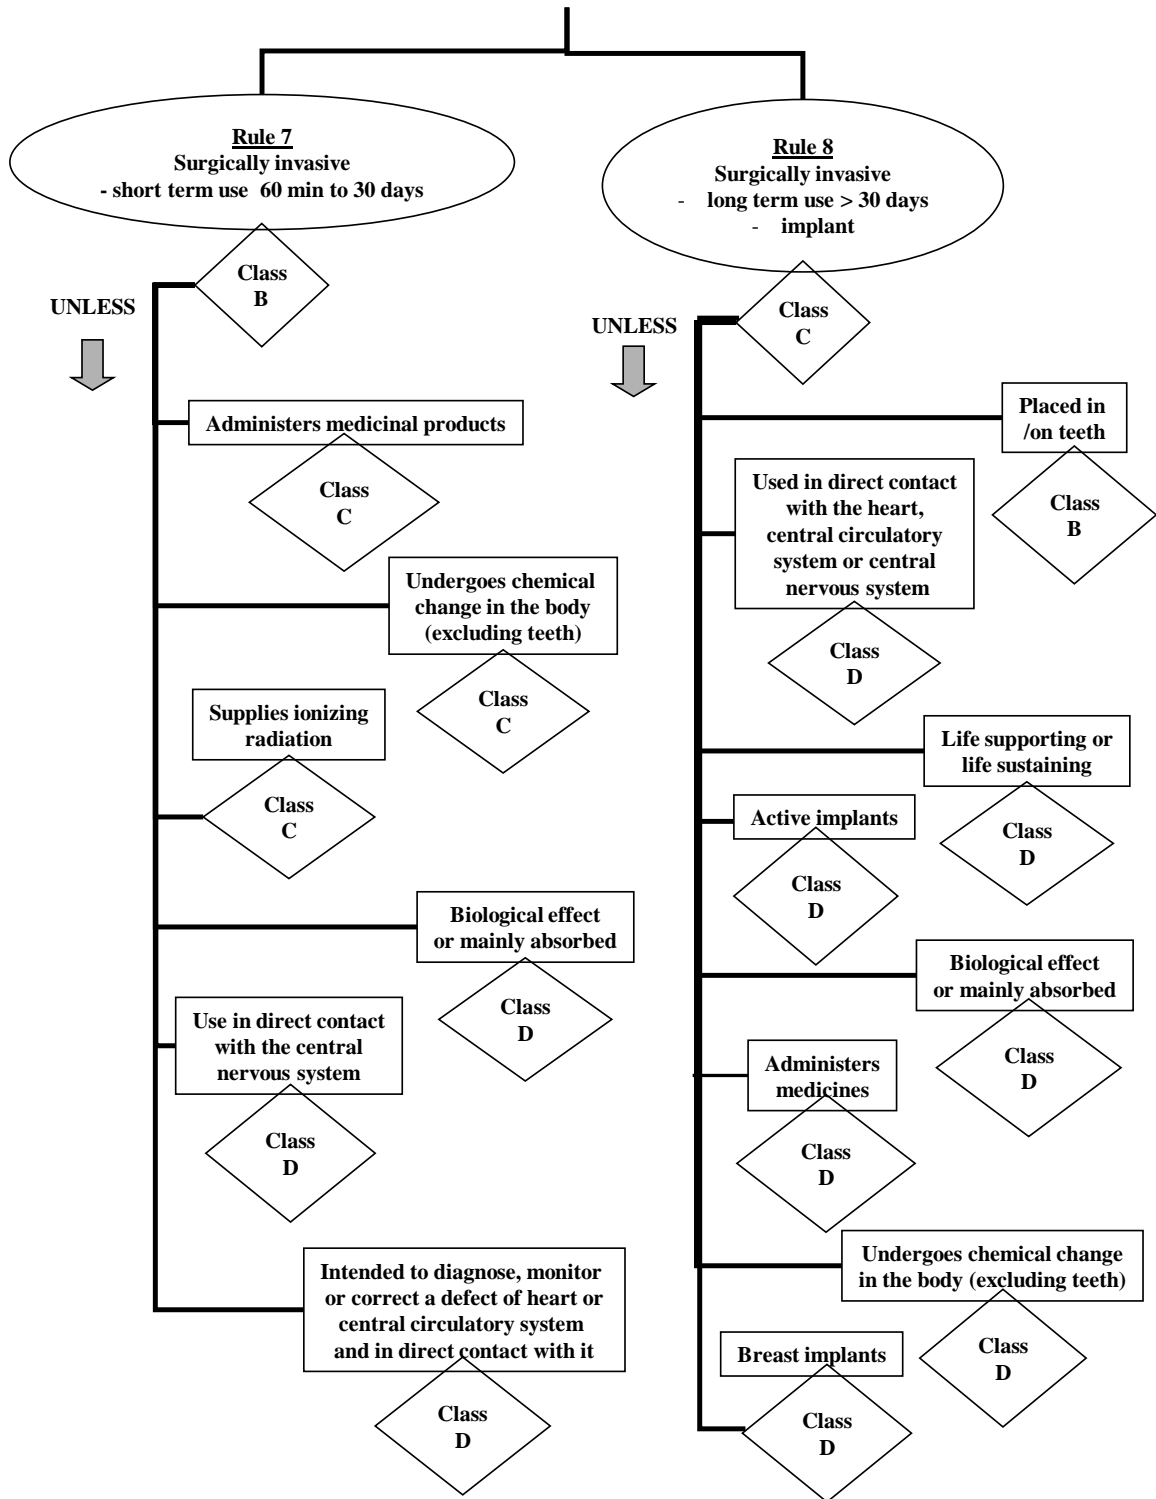 Rule 7
Surgically invasive
- short term use  60 min to 30 days
Class
B
UNLESS
Administers medicinal products
Class
C
Undergoes chemical
change in the body
(excluding teeth)
Class
C
Supplies ionizing
radiation
Class
C
Biological effect
or mainly absorbed
Class
D
Use in direct contact
with the central
nervous system
Class
D
Intended to diagnose, monitor
or correct a defect of heart or
central circulatory system
and in direct contact with it
Class
D
Rule 8
Surgically invasive
- long term use > 30 days
- implant
Class
C
UNLESS
Placed in
/on teeth
Class
B
Used in direct contact
with the heart,
central circulatory
system or central
nervous system
Class
D
Life supporting or
life sustaining
Class
D
Active implants
Class
D
Biological effect
or mainly absorbed
Class
D
Administers
medicines
Class
D
Undergoes chemical change
in the body (excluding teeth)
Class
D
Breast implants
Class
D